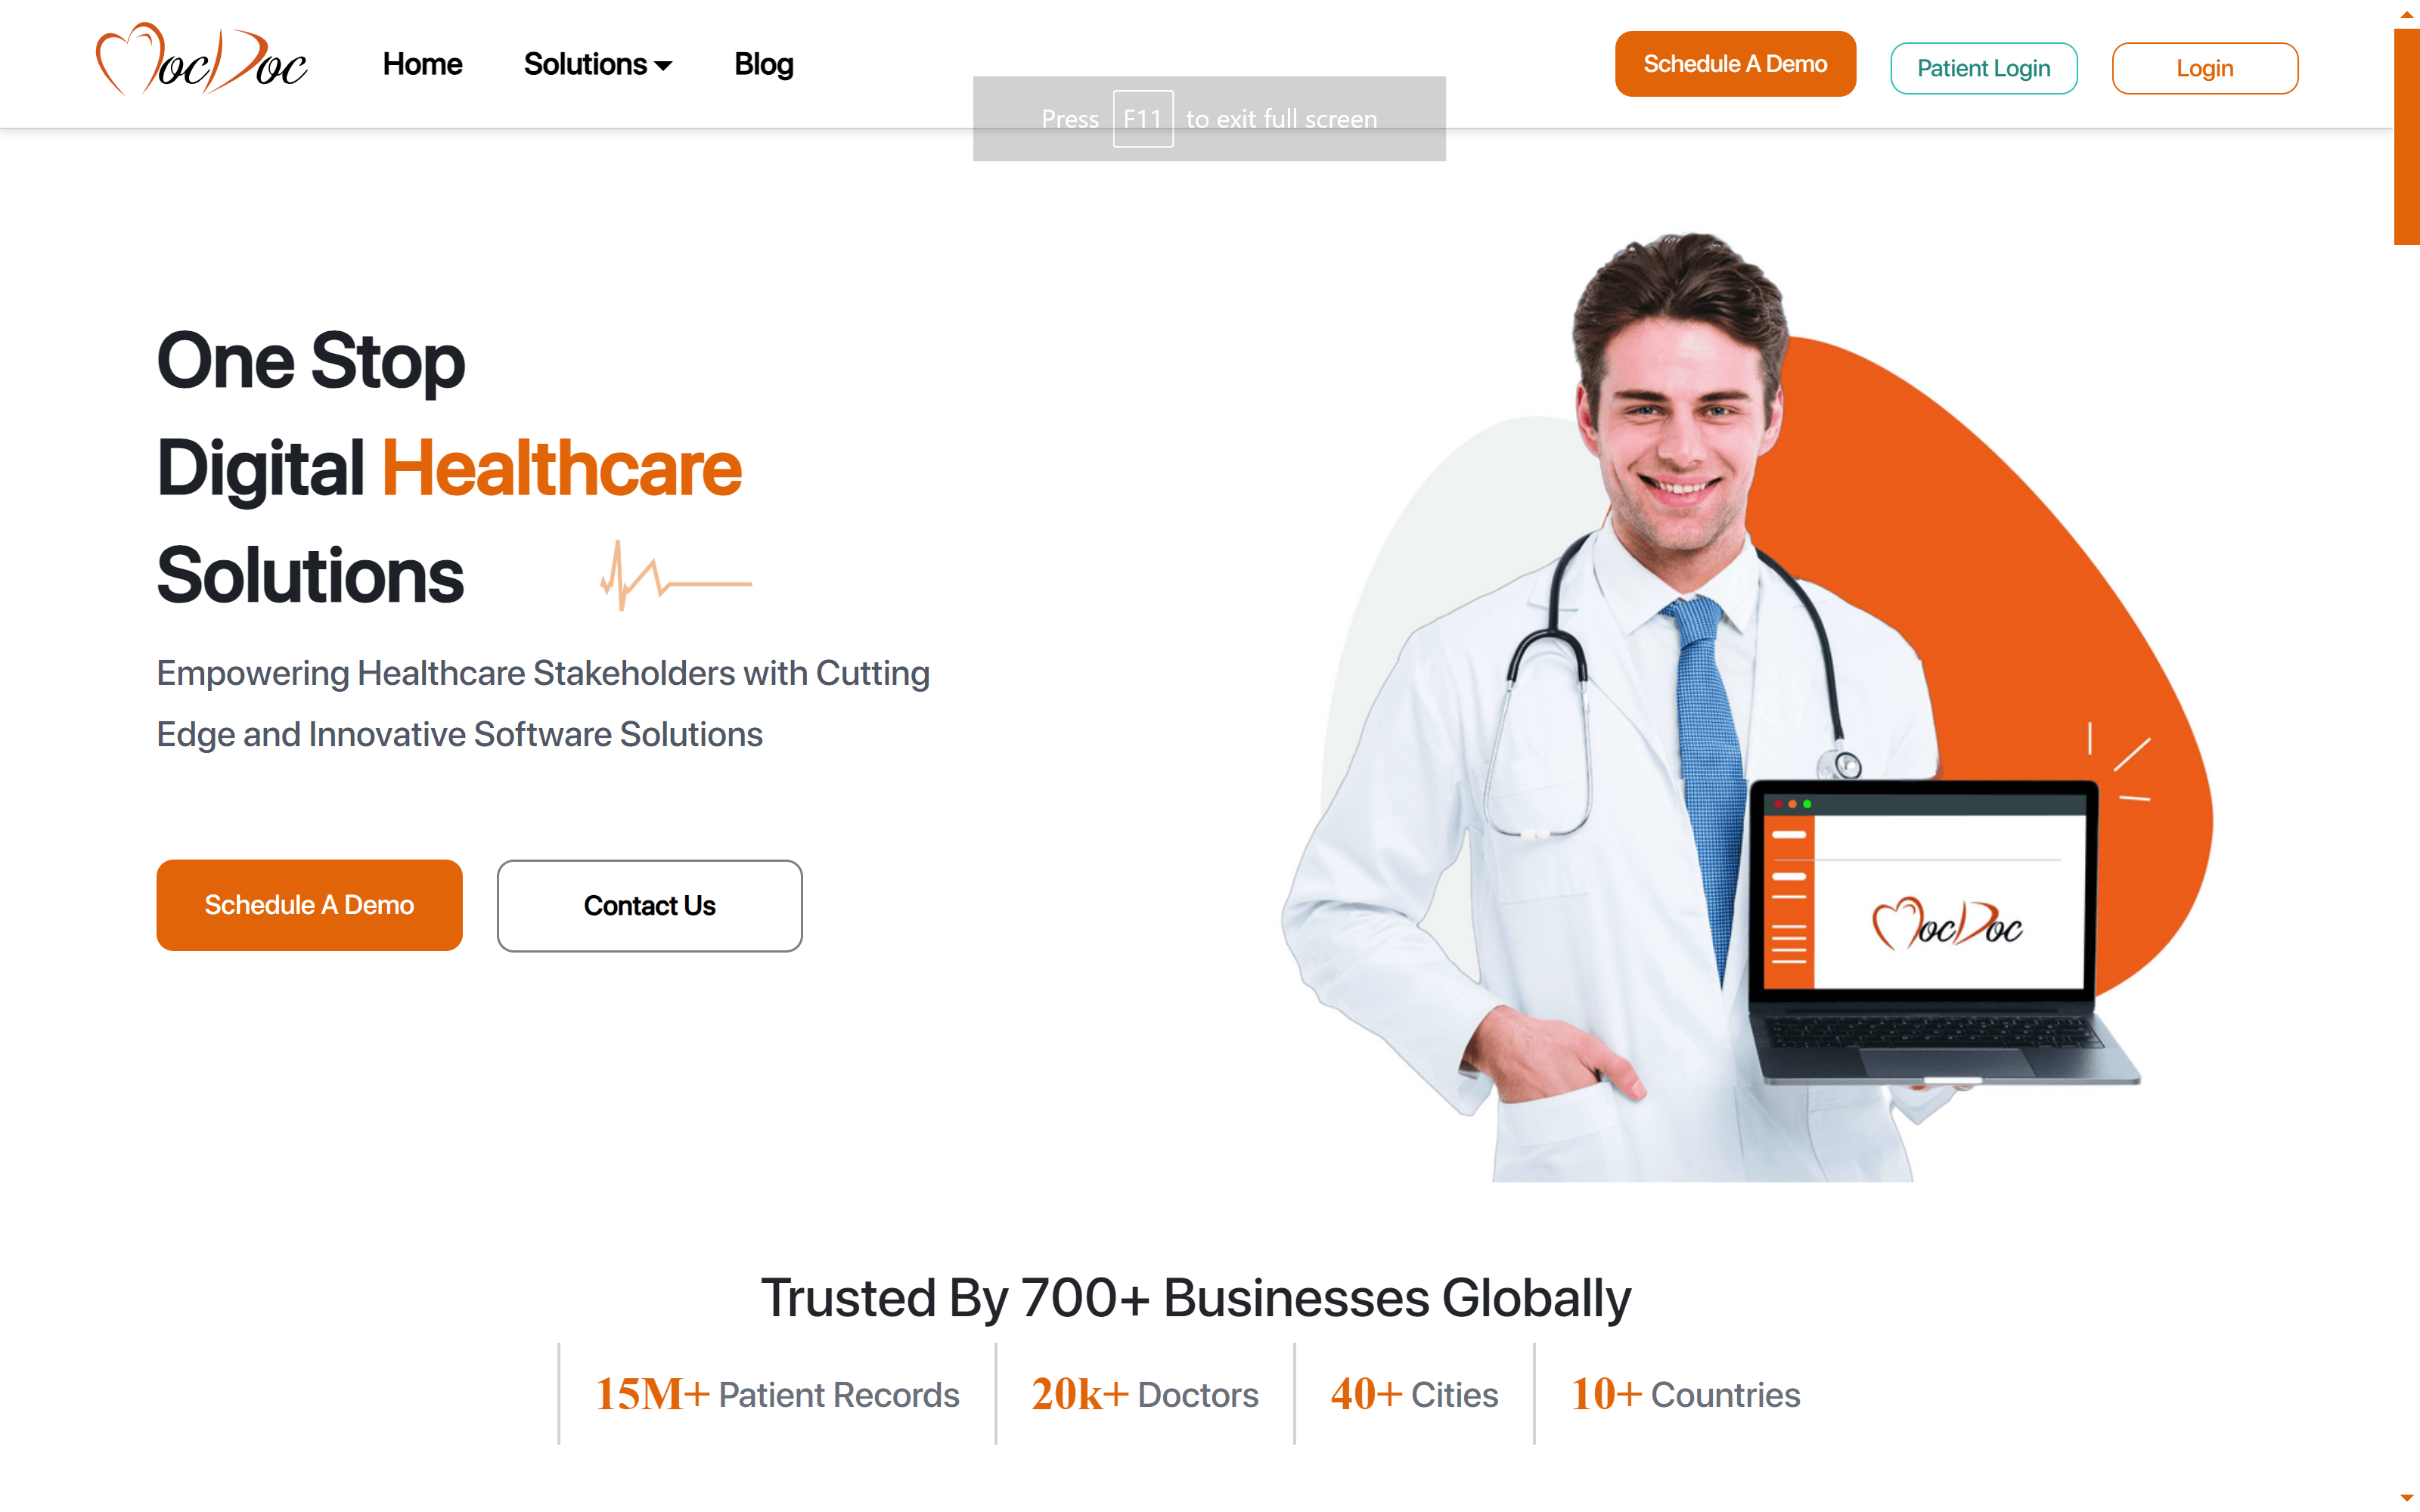 MocDoc
Home
Solutions
Blog
Schedule A Demo
Patient Login
Login
Press F11 to exit full screen
One Stop
Digital Healthcare
Solutions
Empowering Healthcare Stakeholders with Cutting
Edge and Innovative Software Solutions
Schedule A Demo
Contact Us
MocDoc
Trusted By 700+ Businesses Globally
15M+ Patient Records
20k+ Doctors
40+ Cities
10+ Countries